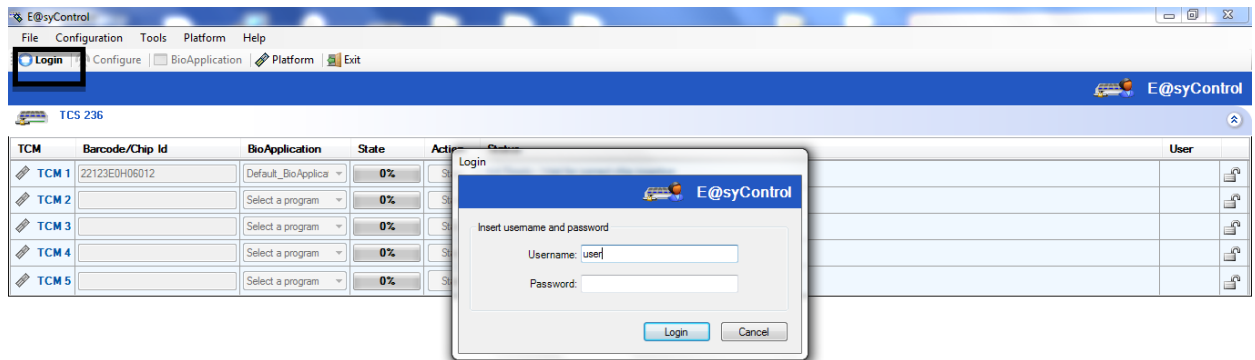 E@syControl
File Configuration Tools Platform Help
Login Configure BioApplication Platform Exit
E@syControl
TCS 236
TCM Barcode/Chip Id BioApplication State Action Status User
TCM 1 22123E0H06012 Default_BioApplica 0%
TCM 2 Select a program 0%
TCM 3 Select a program 0%
TCM 4 Select a program 0%
TCM 5 Select a program 0%
Login
E@syControl
Insert username and password
Username: user
Password:
Login Cancel